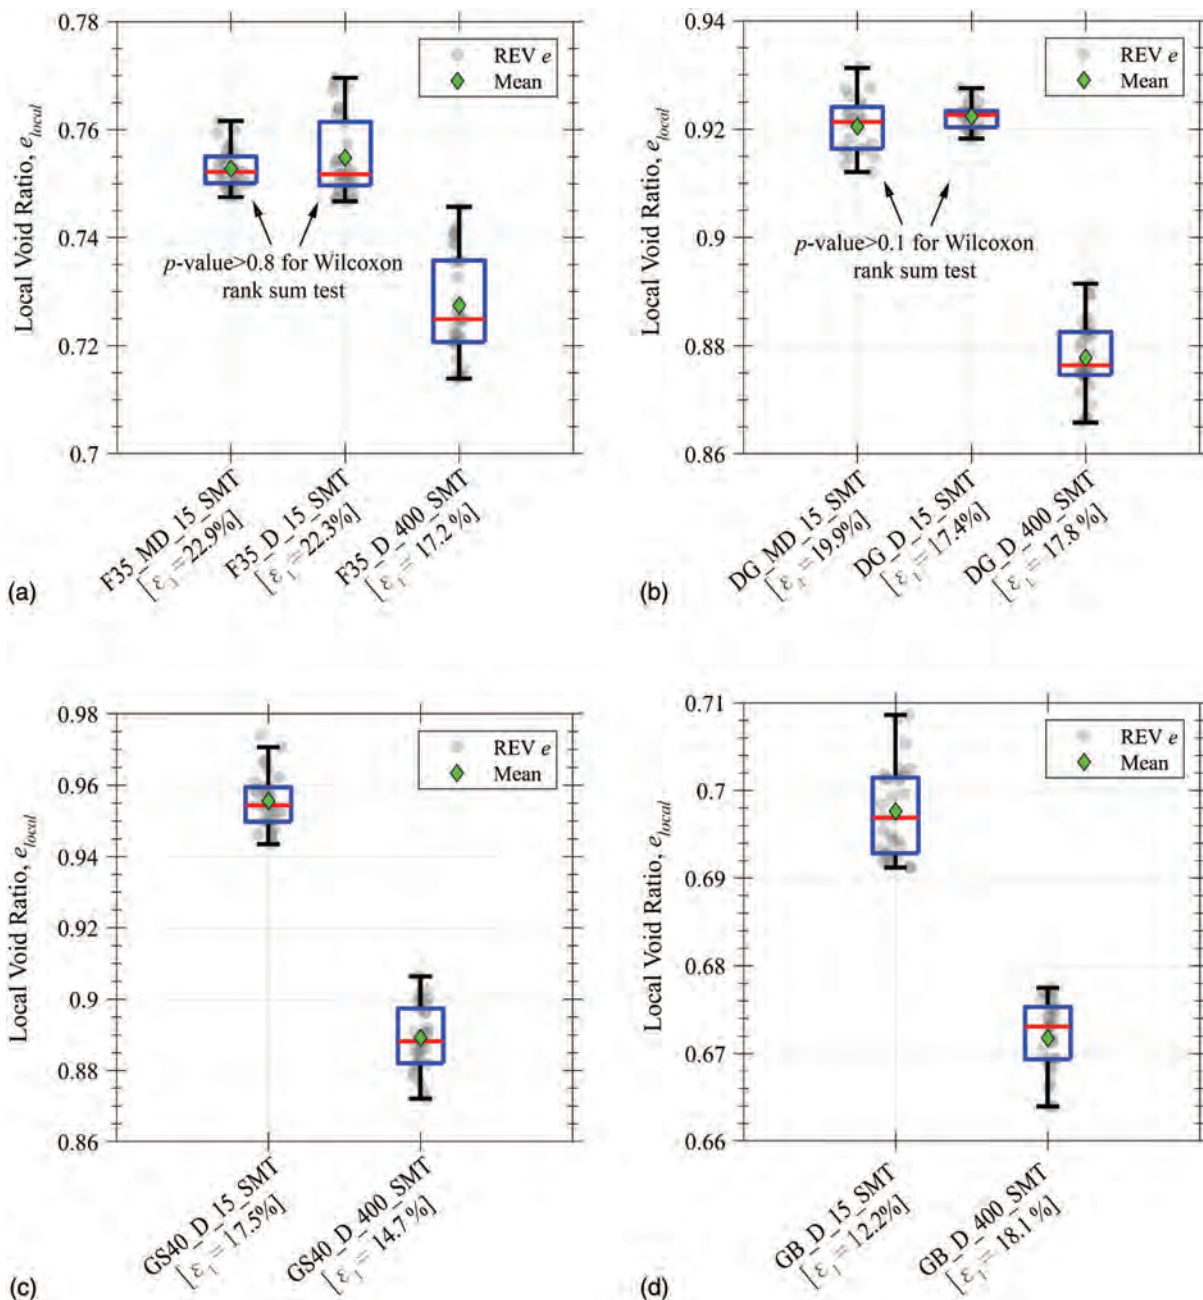 0.78
0.76
0.74
0.72
0.7
Local Void Ratio, e_local
REV e
Mean
p-value>0.8 for Wilcoxon
rank sum test
F35_MD_15_SMT
[ε₁ = 22.9%]
F35_D_15_SMT
[ε₁ = 22.3%]
F35_D_400_SMT
[ε₁ = 17.2 %]
(a)
0.94
0.92
0.9
0.88
0.86
Local Void Ratio, e_local
REV e
Mean
p-value>0.1 for Wilcoxon
rank sum test
DG_MD_15_SMT
[ε₁ = 19.9%]
DG_D_15_SMT
[ε₁ = 17.4%]
DG_D_400_SMT
[ε₁ = 17.8 %]
(b)
0.98
0.96
0.94
0.92
0.9
0.88
0.86
Local Void Ratio, e_local
REV e
Mean
GS40_D_15_SMT
[ε₁ = 17.5%]
GS40_D_400_SMT
[ε₁ = 14.7 %]
(c)
0.71
0.7
0.69
0.68
0.67
0.66
Local Void Ratio, e_local
REV e
Mean
GB_D_15_SMT
[ε₁ = 12.2%]
GB_D_400_SMT
[ε₁ = 18.1 %]
(d)